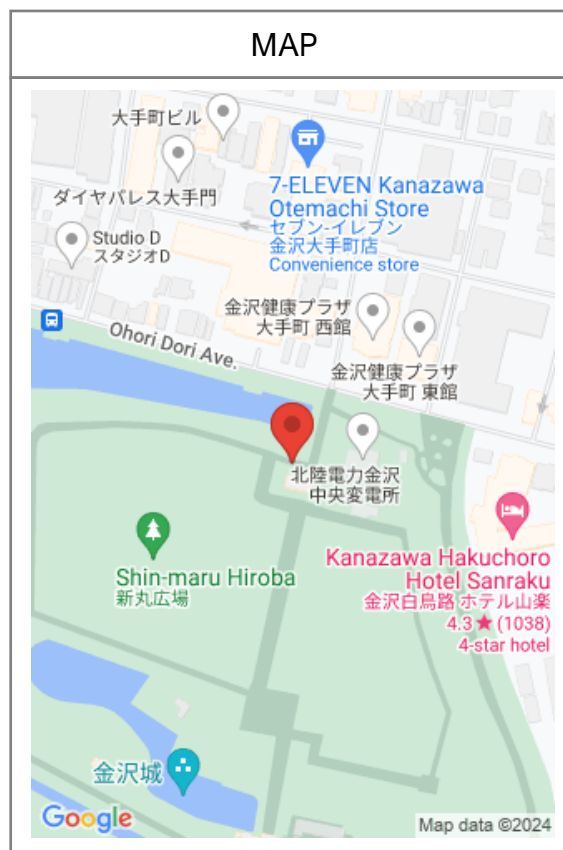 MAP
大手町ビル
7-ELEVEN Kanazawa
Otemachi Store
セブン-イレブン
金沢大手町店
Convenience store
ダイヤパレス大手門
Studio D
スタジオD
金沢健康プラザ
大手町 西館
Ohori Dori Ave.
金沢健康プラザ
大手町 東館
北陸電力金沢
中央変電所
Kanazawa Hakuchoro
Hotel Sanraku
金沢白鳥路 ホテル山楽
4.3★(1038)
4-star hotel
Shin-maru Hiroba
新丸広場
金沢城
Google
Map data ©2024